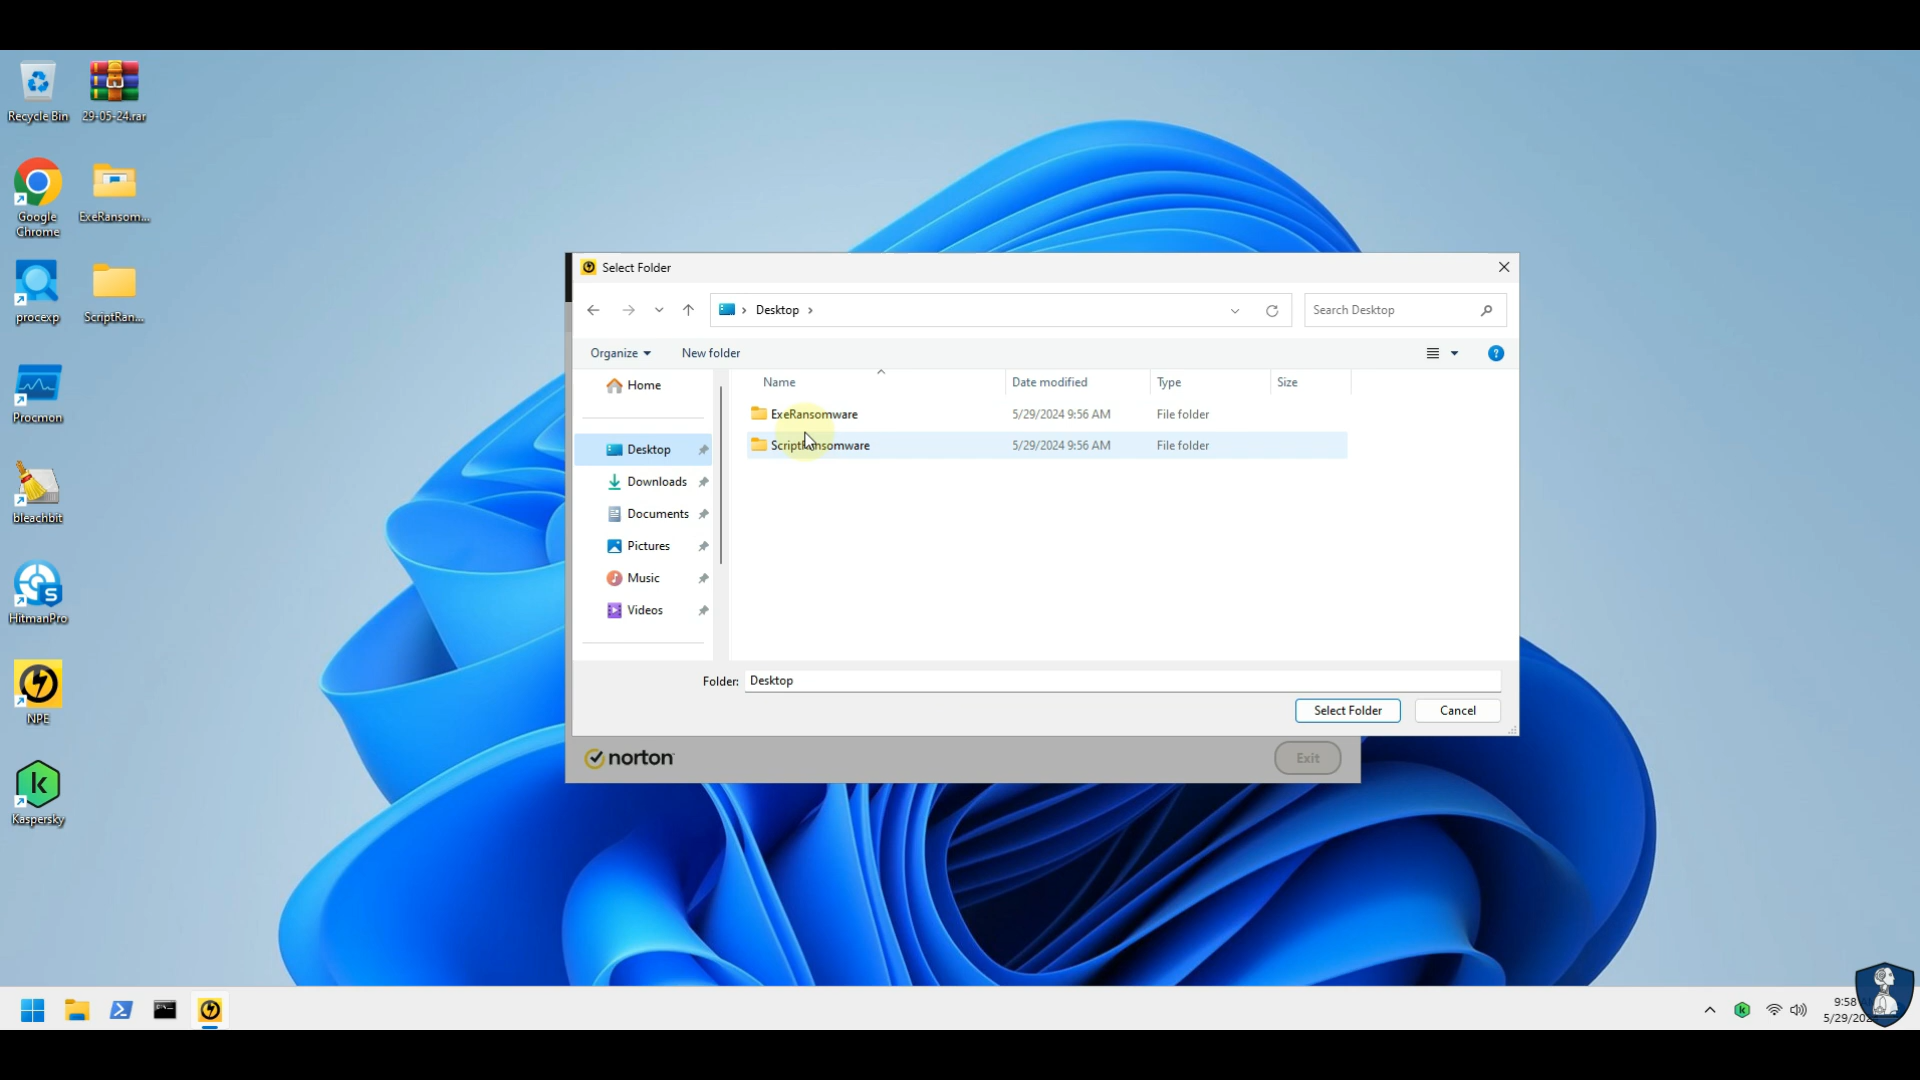 Recycle Bin
29-05-24.rar
Google
Chrome
ExeRansom...
procexp
ScriptRan...
Procmon
bleachbit
HitmanPro
NPE
Kaspersky
Select Folder
Desktop
Search Desktop
Organize
New folder
Name
Date modified
Type
Size
Home
ExeRansomware
5/29/2024 9:56 AM
File folder
ScriptRansomware
5/29/2024 9:56 AM
File folder
Desktop
Downloads
Documents
Pictures
Music
Videos
Folder: Desktop
Select Folder
Cancel
norton
Exit
9:58